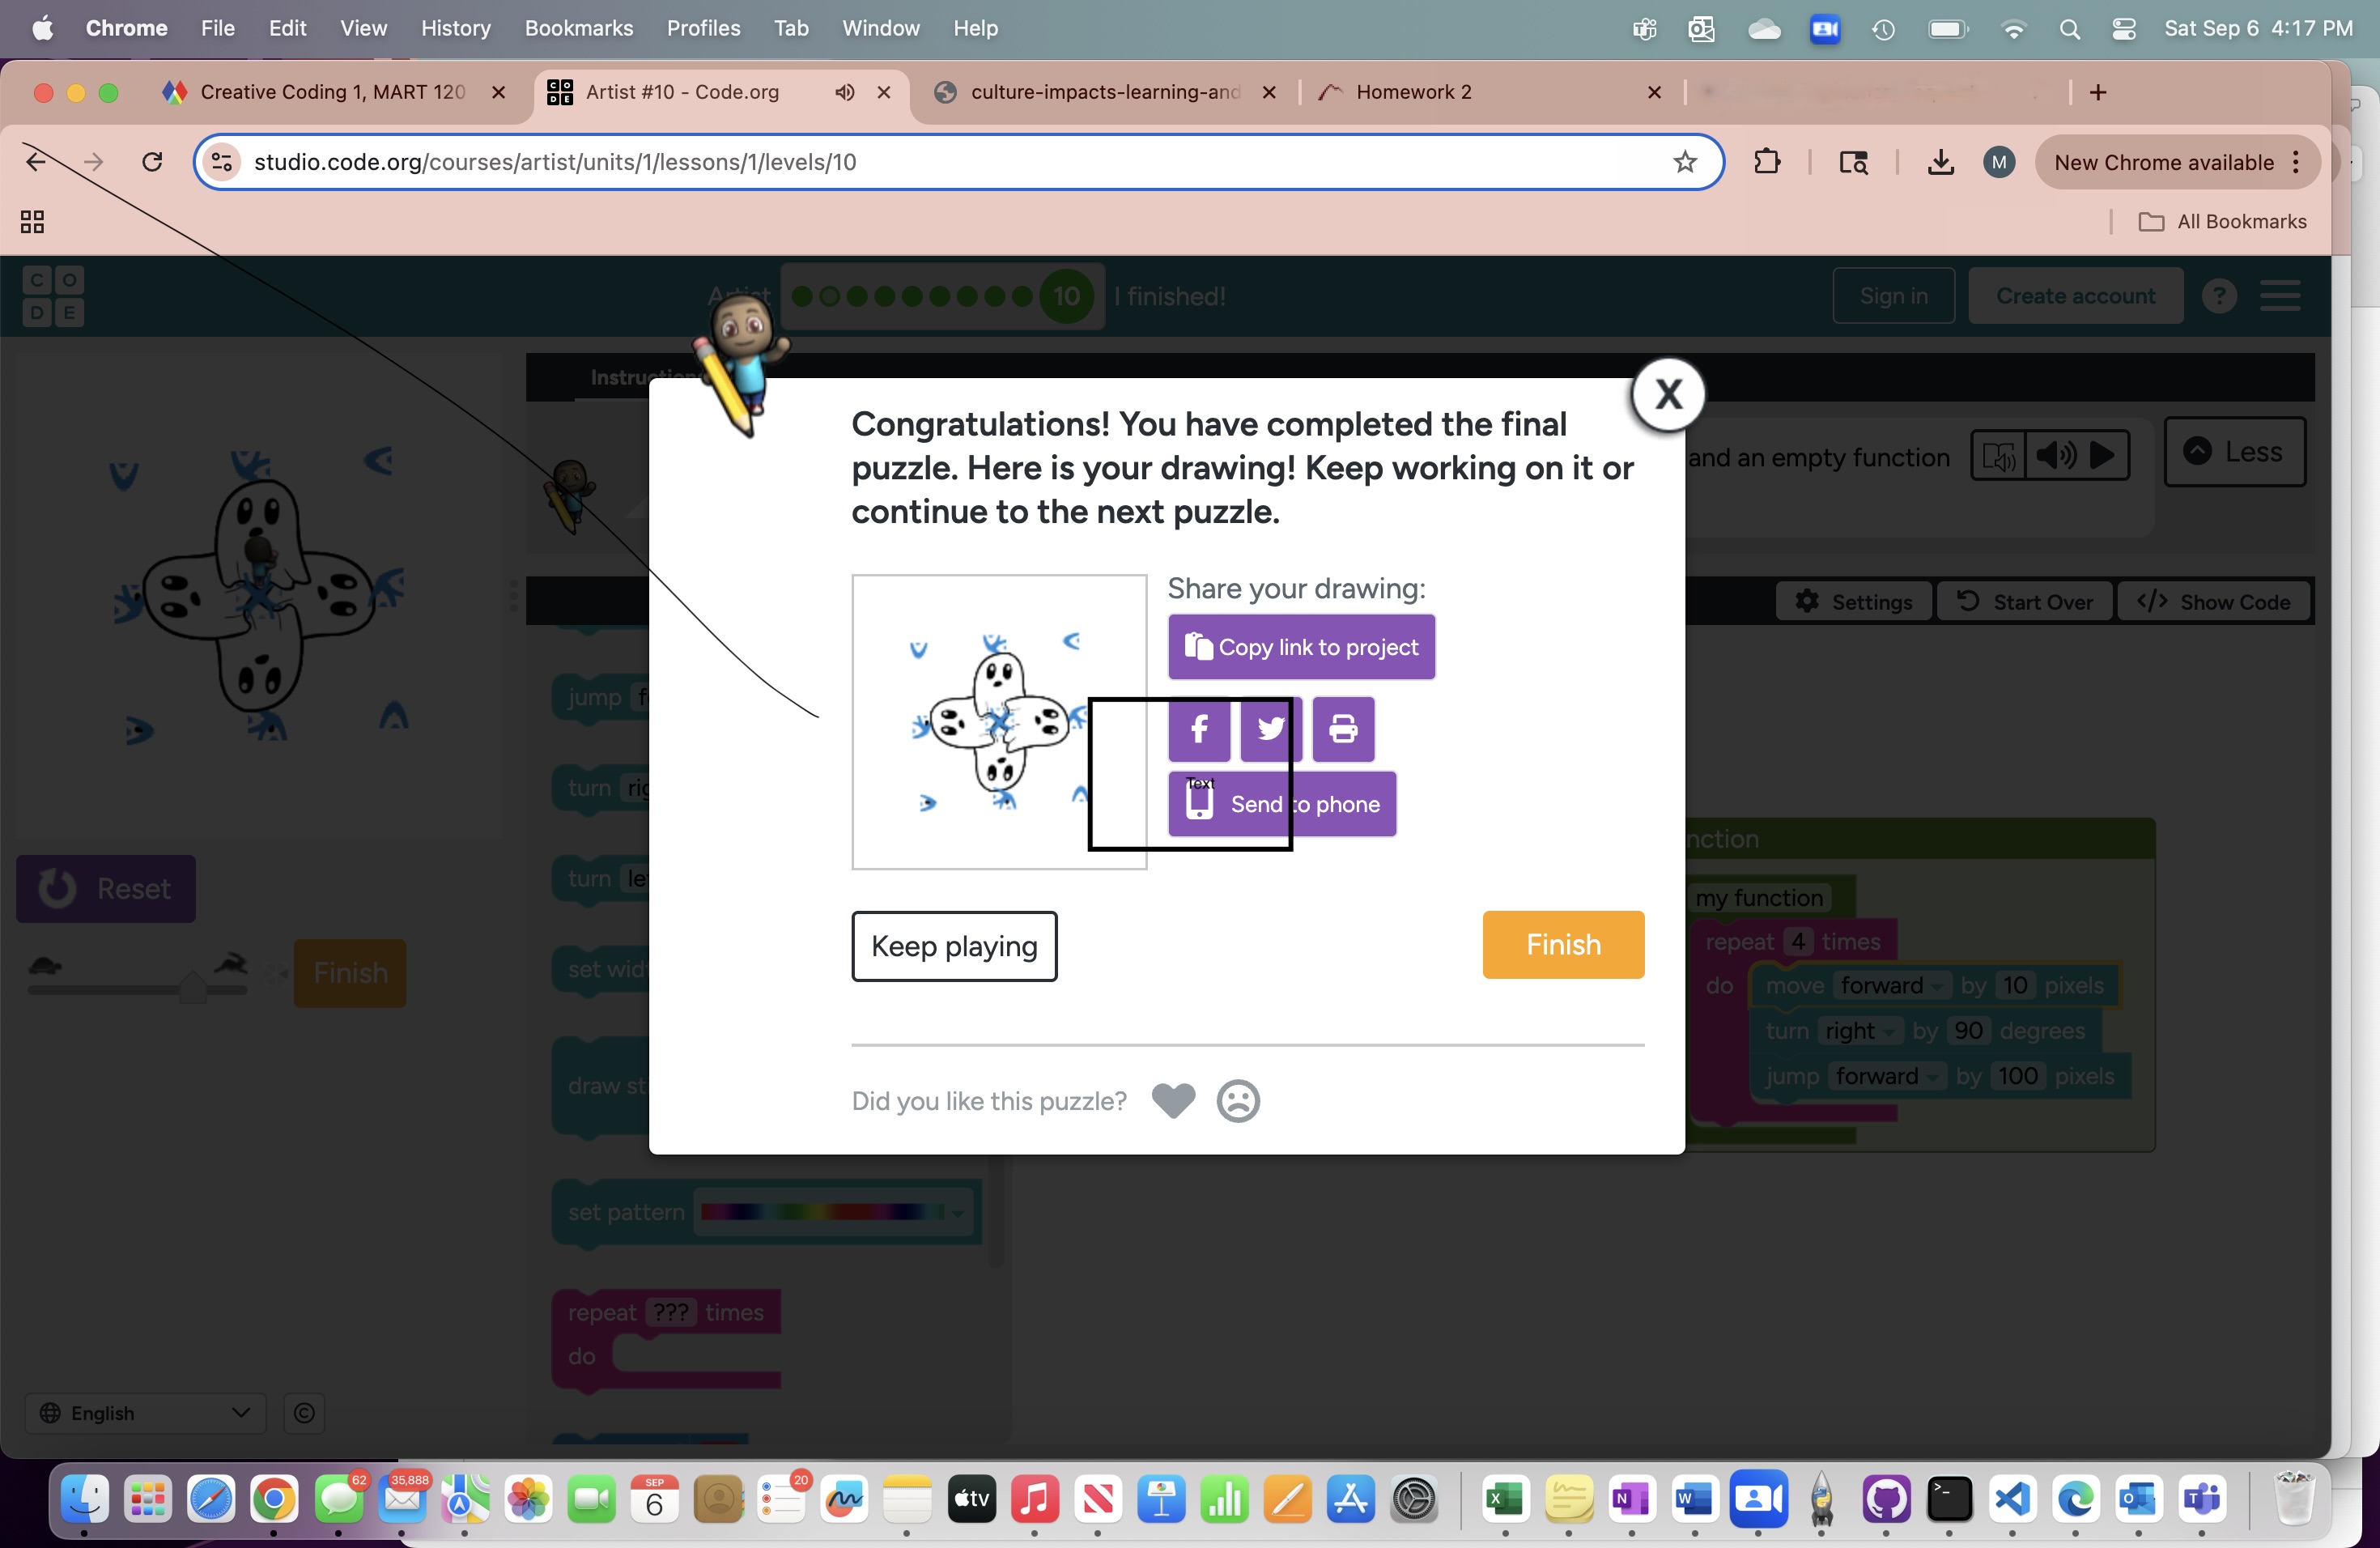 Chrome File Edit View History Bookmarks Profiles Tab Window Help Sat Sep 6 4:17 PM
Creative Coding 1, MART 120 Artist #10 - Code.org culture-impacts-learning-and Homework 2
studio.code.org/courses/artist/units/1/lessons/1/levels/10 M New Chrome available
All Bookmarks
C O D E Artist 10 I finished! Sign in Create account ?
Instructions
X
Congratulations! You have completed the final
puzzle. Here is your drawing! Keep working on it or
continue to the next puzzle.
and an empty function Less
Share your drawing:
Copy link to project
Settings Start Over Show Code
jump
Text
turn
Send to phone
Reset
turn
Keep playing Finish
my function
repeat 4 times
set
Finish
do move forward by 10 pixels
turn right by 90 degrees
jump forward by 100 pixels
draw
Did you like this puzzle?
set pattern
repeat ??? times
do
English
62 35,888 SEP 6 20 tv X N W O T